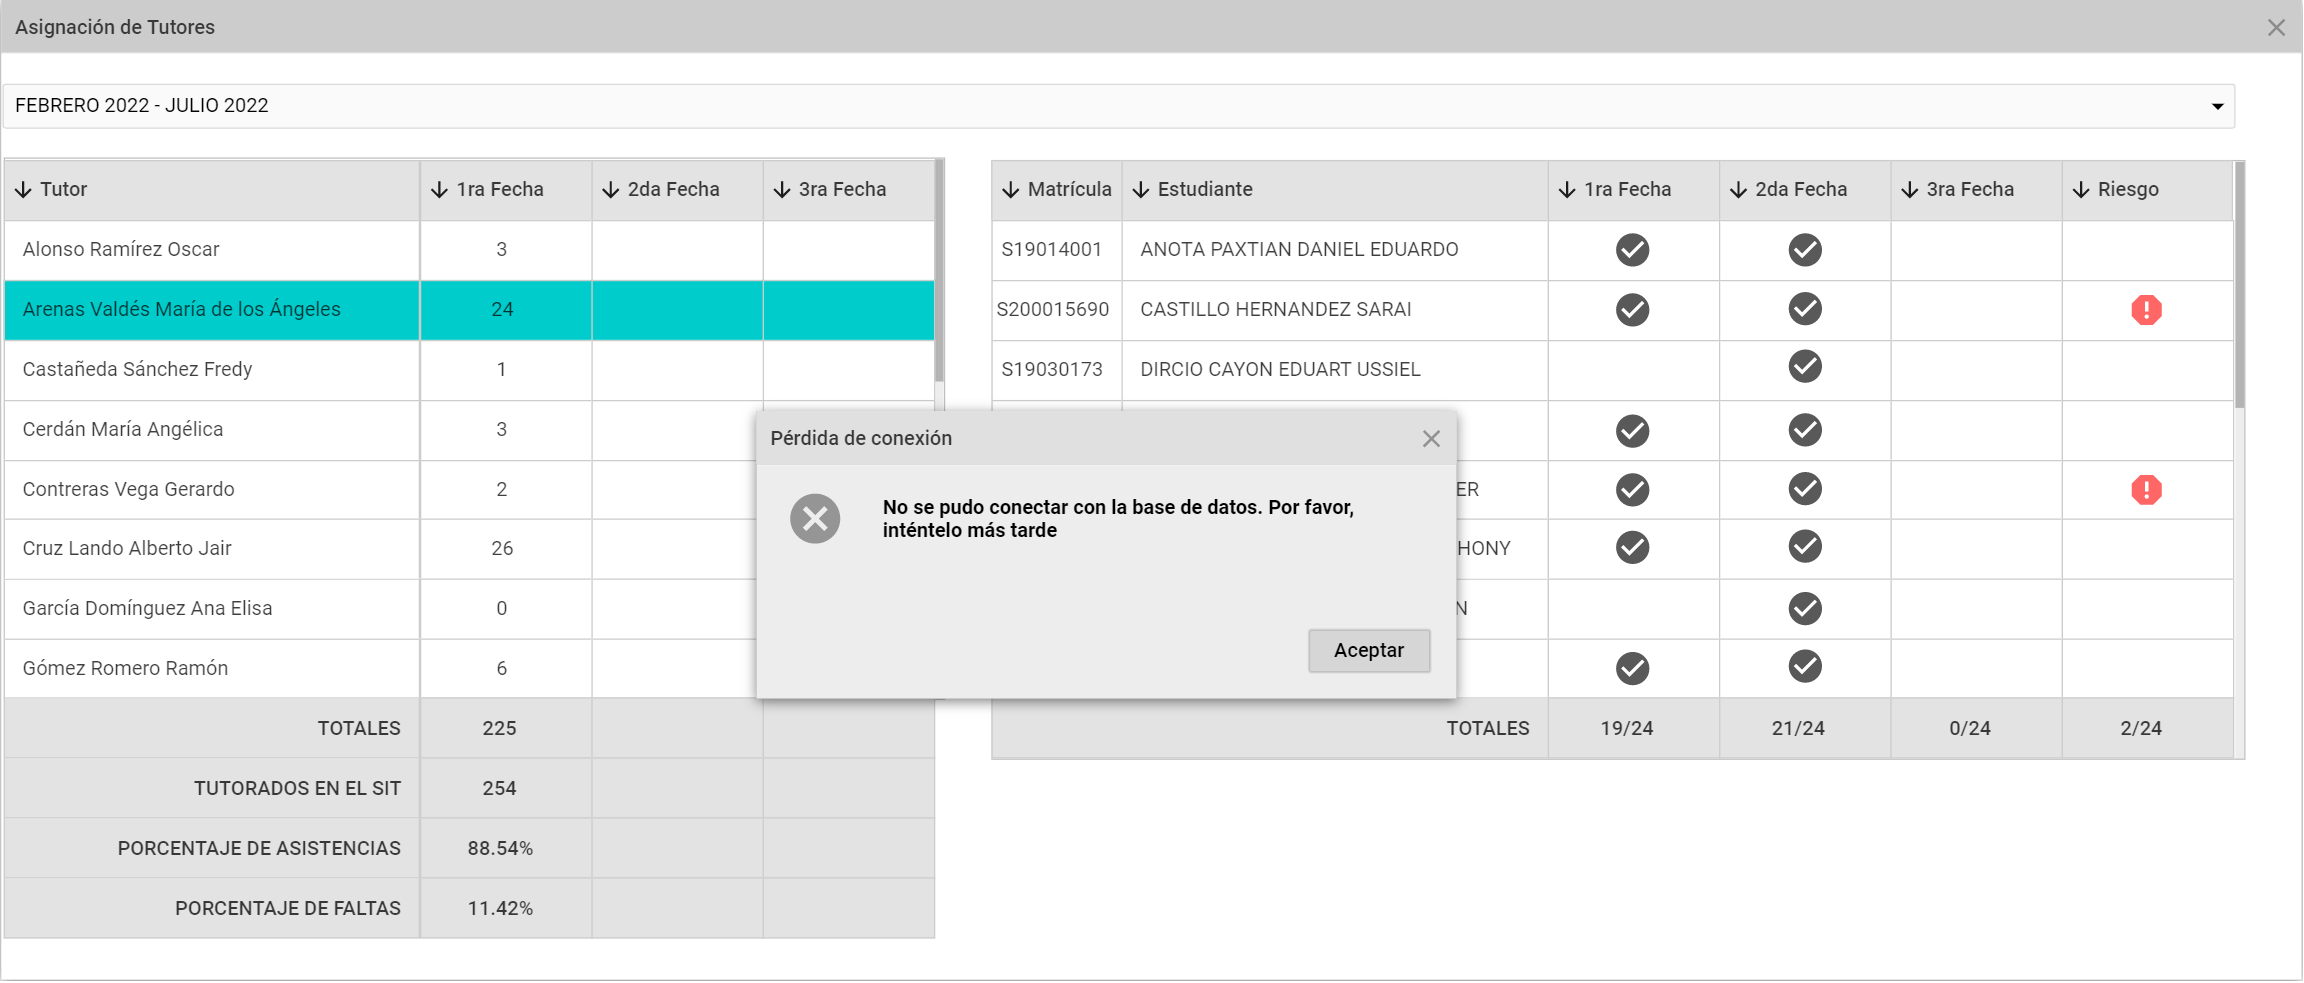 Asignación de Tutores
FEBRERO 2022 - JULIO 2022
Tutor 1ra Fecha 2da Fecha 3ra Fecha
Alonso Ramírez Oscar 3
Arenas Valdés María de los Ángeles 24
Castañeda Sánchez Fredy 1
Cerdán María Angélica 3
Contreras Vega Gerardo 2
Cruz Lando Alberto Jair 26
García Domínguez Ana Elisa 0
Gómez Romero Ramón 6
TOTALES 225
TUTORADOS EN EL SIT 254
PORCENTAJE DE ASISTENCIAS 88.54%
PORCENTAJE DE FALTAS 11.42%
Matrícula Estudiante 1ra Fecha 2da Fecha 3ra Fecha Riesgo
S19014001 ANOTA PAXTIAN DANIEL EDUARDO
S200015690 CASTILLO HERNANDEZ SARAI
S19030173 DIRCIO CAYON EDUART USSIEL
ER
HONY
N
TOTALES 19/24 21/24 0/24 2/24
Pérdida de conexión
No se pudo conectar con la base de datos. Por favor,
inténtelo más tarde
Aceptar